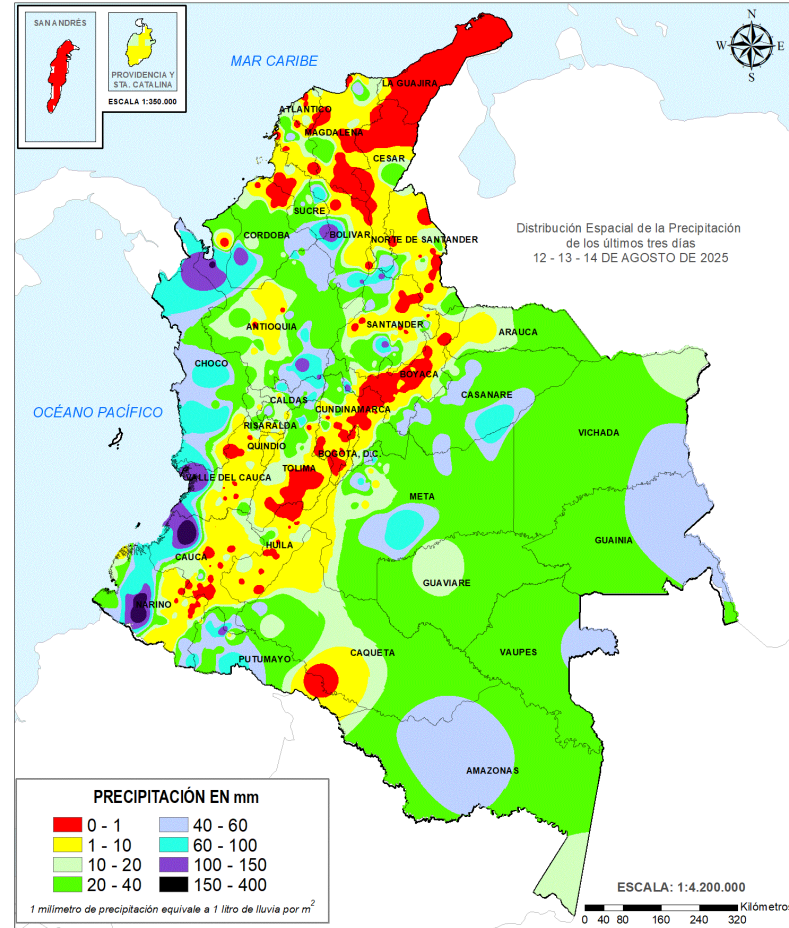 SAN ANDRÉS
PROVIDENCIA Y
STA. CATALINA
ESCALA 1:350.000
MAR CARIBE
N
W
E
S
LA GUAJIRA
ATLANTICO
MAGDALENA
CESAR
SUCRE
CORDOBA
BOLIVAR
NORTE DE SANTANDER
Distribución Espacial de la Precipitación
de los últimos tres días
12 - 13 - 14 DE AGOSTO DE 2025
ANTIOQUIA
SANTANDER
ARAUCA
CHOCO
BOYACA
CASANARE
CALDAS
CUNDINAMARCA
OCÉANO PACÍFICO
RISARALDA
VICHADA
QUINDIO
BOGOTA, D.C.
TOLIMA
VALLE DEL CAUCA
META
GUAINIA
HUILA
CAUCA
GUAVIARE
NARIÑO
CAQUETA
VAUPES
PUTUMAYO
AMAZONAS
PRECIPITACIÓN EN mm
0 - 1
40 - 60
1 - 10
60 - 100
10 - 20
100 - 150
20 - 40
150 - 400
1 milímetro de precipitación equivale a 1 litro de lluvia por m²
ESCALA: 1:4.200.000
Kilómetros
0 40 80 160 240 320